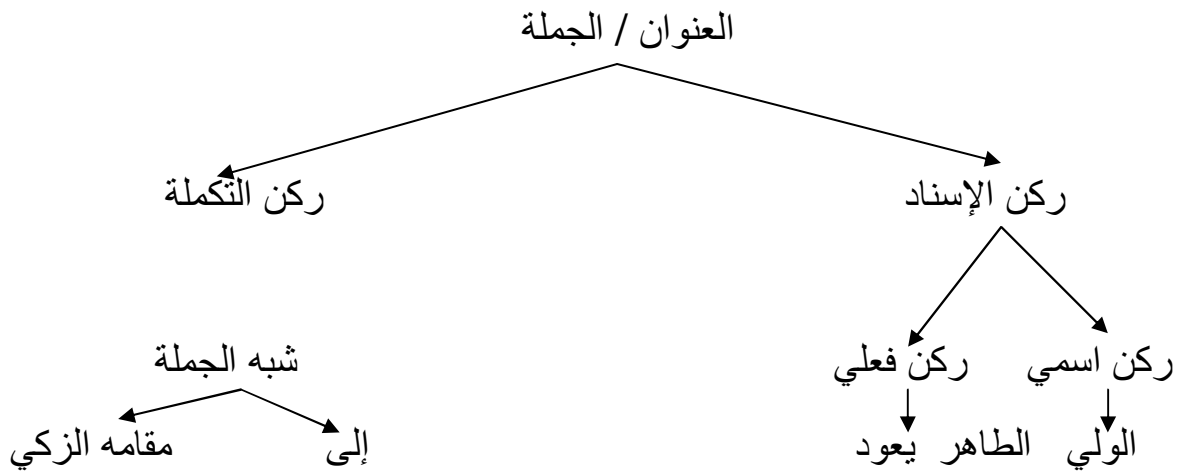 العنوان / الجملة
ركن الإسناد ركن التكملة
ركن اسمي ركن فعلي شبه الجملة
الولي الطاهر يعود إلى مقامه الزكي